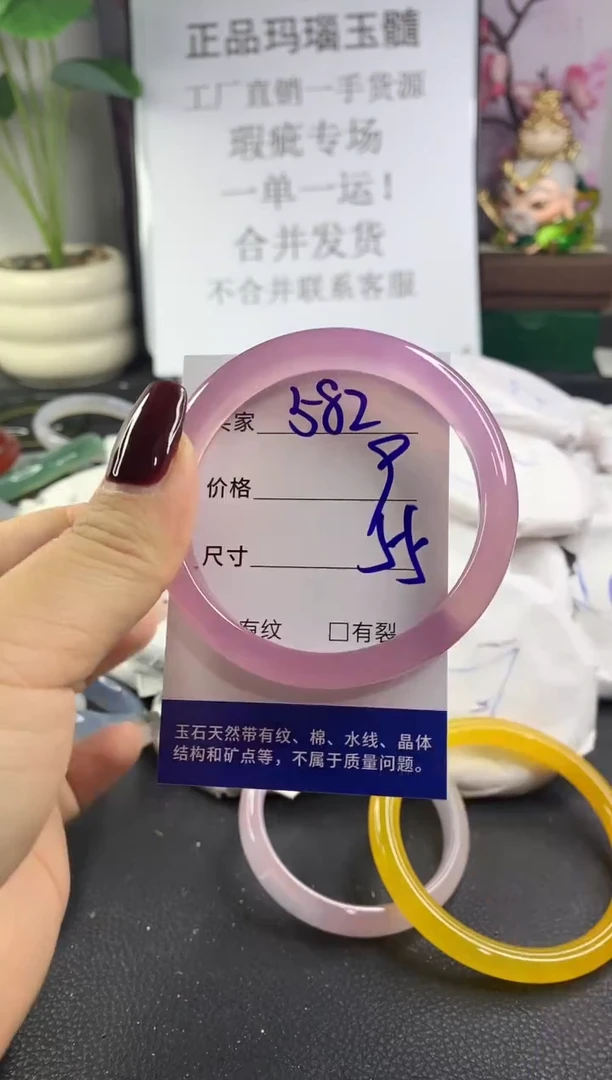 正品玛瑙玉髓
工厂直销一手货源
瑕疵专场
一单一运！
合并发货
不合并联系客服
家 582
价格
尺寸 55
有纹 □有裂
玉石天然带有纹、棉、水线、晶体
结构和矿点等，不属于质量问题。